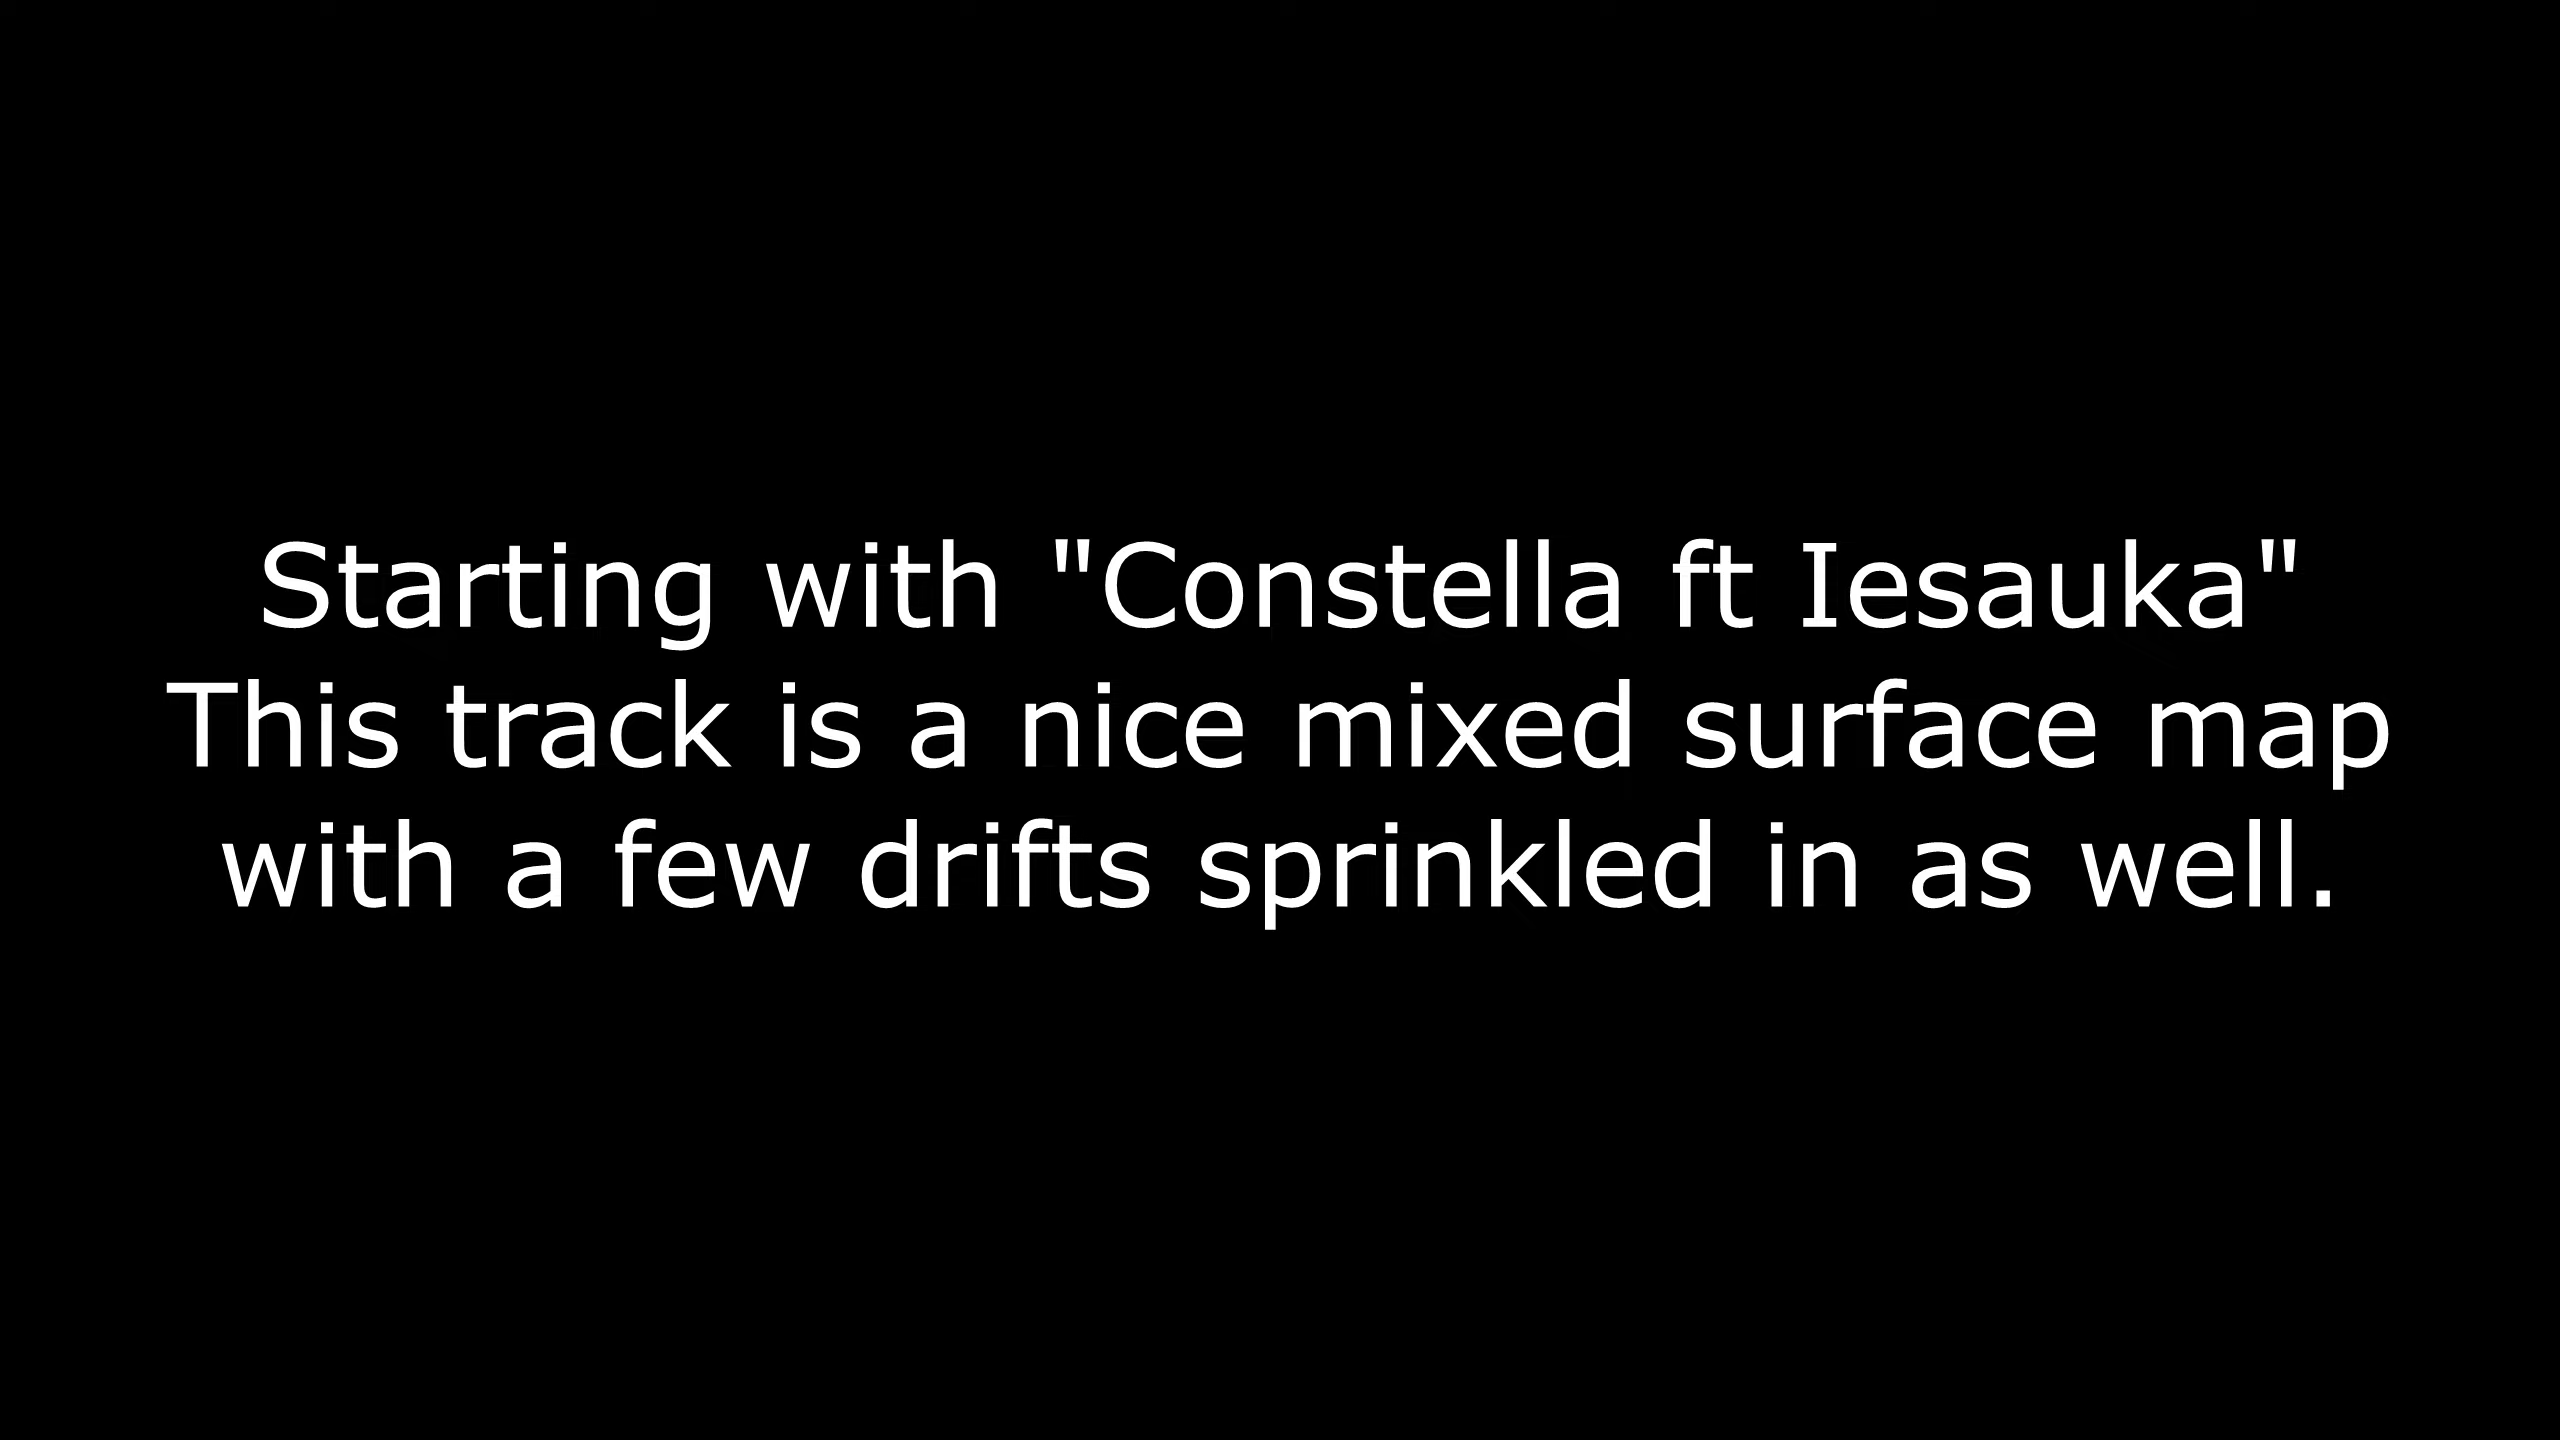 Starting with "Constella ft Iesauka"
This track is a nice mixed surface map
with a few drifts sprinkled in as well.